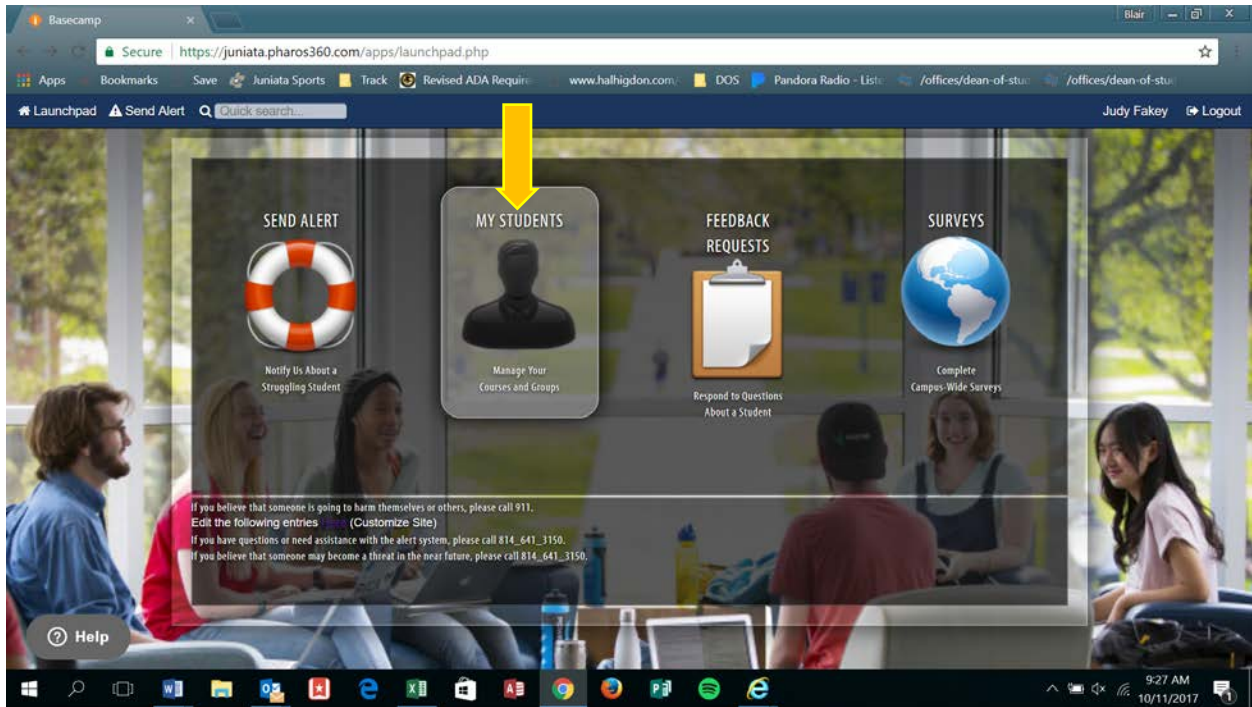 Basecamp
Blair
Secure https://juniata.pharos360.com/apps/launchpad.php
Apps Bookmarks Save Juniata Sports Track Revised ADA Require www.halhigdon.com/ DOS Pandora Radio - Liste /offices/dean-of-stu /offices/dean-of-stu
Launchpad Send Alert Quick search... Judy Fakey Logout
SEND ALERT
Notify Us About a
Struggling Student
MY STUDENTS
Manage Your
Courses and Groups
FEEDBACK
REQUESTS
Respond to Questions
About a Student
SURVEYS
Complete
Campus-Wide Surveys
If you believe that someone is going to harm themselves or others, please call 911.
Edit the following entries here (Customize Site)
If you have questions or need assistance with the alert system, please call 814_641_3150.
If you believe that someone may become a threat in the near future, please call 814_641_3150.
Help
9:27 AM
10/11/2017